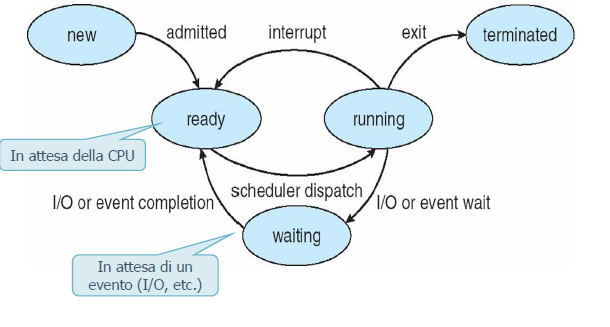 new
admitted
interrupt
exit
terminated
ready
running
In attesa della CPU
scheduler dispatch
I/O or event completion
I/O or event wait
waiting
In attesa di un
evento (I/O, etc.)